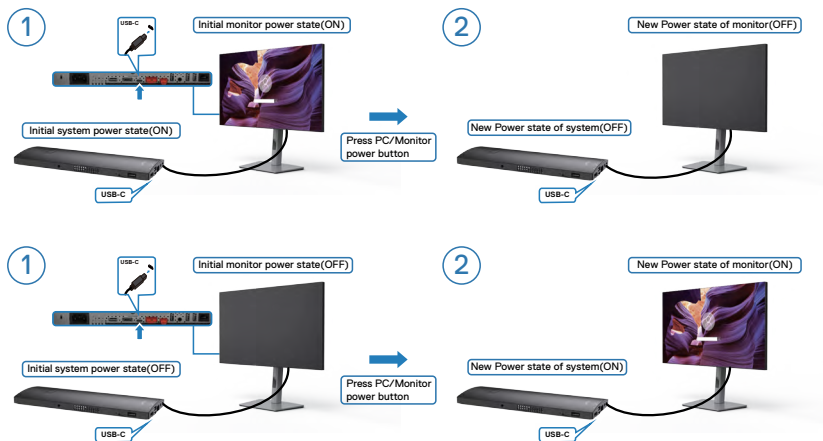 1
USB-C
Initial monitor power state(ON)
Initial system power state(ON)
USB-C
Press PC/Monitor
power button
2
New Power state of monitor(OFF)
New Power state of system(OFF)
USB-C
1
USB-C
Initial monitor power state(OFF)
Initial system power state(OFF)
USB-C
Press PC/Monitor
power button
2
New Power state of monitor(ON)
New Power state of system(ON)
USB-C